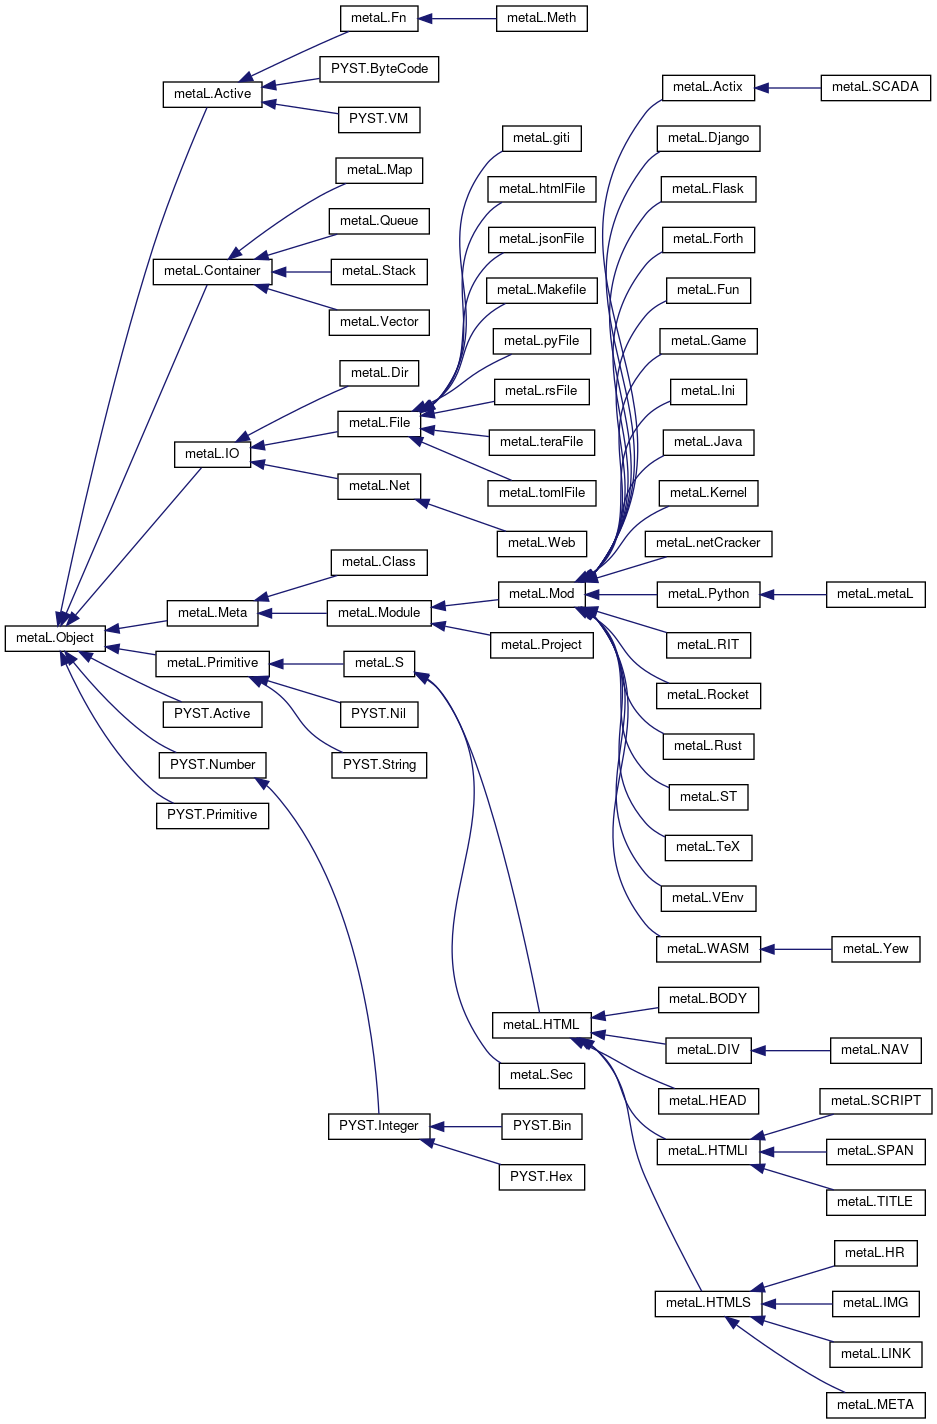 metaL.Fn
metaL.Meth
PYST.ByteCode
metaL.Active
PYST.VM
metaL.Actix
metaL.SCADA
metaL.giti
metaL.Django
metaL.Map
metaL.htmlFile
metaL.Flask
metaL.Queue
metaL.jsonFile
metaL.Forth
metaL.Container
metaL.Stack
metaL.Makefile
metaL.Fun
metaL.Vector
metaL.pyFile
metaL.Game
metaL.Dir
metaL.rsFile
metaL.Ini
metaL.File
metaL.teraFile
metaL.Java
metaL.IO
metaL.Net
metaL.tomlFile
metaL.Kernel
metaL.Web
metaL.netCracker
metaL.Class
metaL.Mod
metaL.Python
metaL.metaL
metaL.Meta
metaL.Module
metaL.Object
metaL.Project
metaL.RIT
metaL.Primitive
metaL.S
metaL.Rocket
PYST.Active
PYST.Nil
metaL.Rust
PYST.Number
PYST.String
metaL.ST
PYST.Primitive
metaL.TeX
metaL.VEnv
metaL.WASM
metaL.Yew
metaL.BODY
metaL.HTML
metaL.DIV
metaL.NAV
metaL.Sec
metaL.HEAD
metaL.SCRIPT
PYST.Integer
PYST.Bin
metaL.HTMLI
metaL.SPAN
PYST.Hex
metaL.TITLE
metaL.HR
metaL.HTMLS
metaL.IMG
metaL.LINK
metaL.META